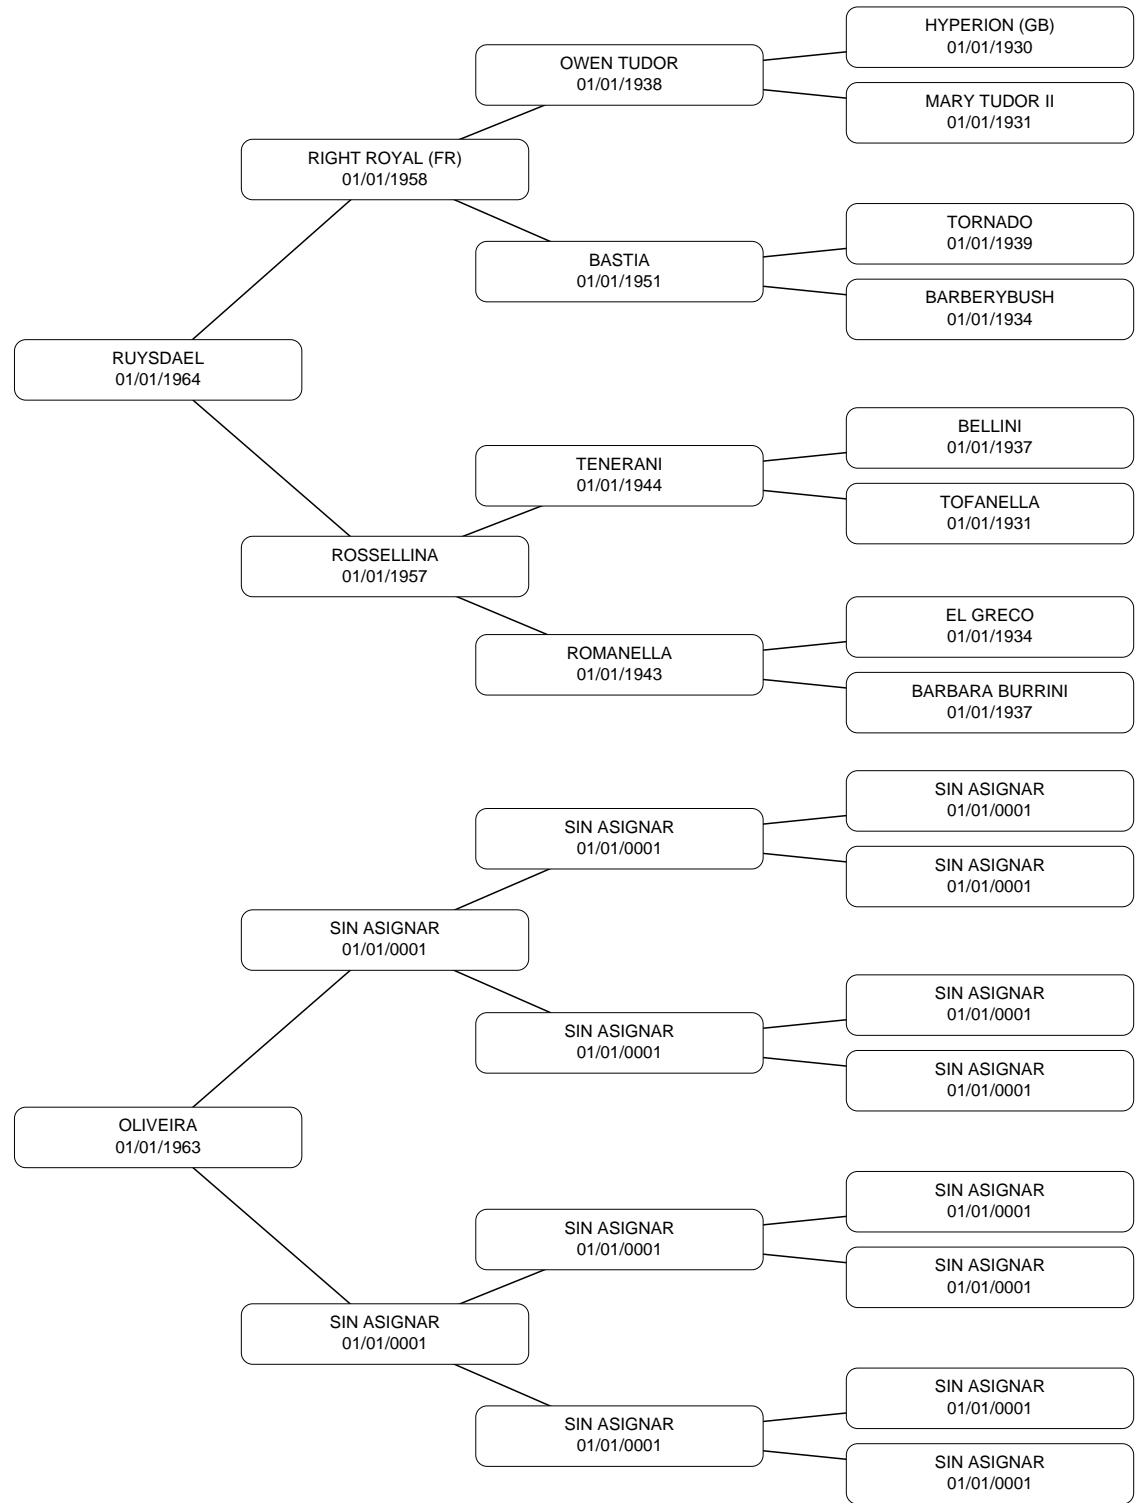 HYPERION (GB)
01/01/1930
OWEN TUDOR
01/01/1938
MARY TUDOR II
01/01/1931
RIGHT ROYAL (FR)
01/01/1958
TORNADO
01/01/1939
BASTIA
01/01/1951
BARBERYBUSH
01/01/1934
RUYSDAEL
01/01/1964
BELLINI
01/01/1937
TENERANI
01/01/1944
TOFANELLA
01/01/1931
ROSSELLINA
01/01/1957
EL GRECO
01/01/1934
ROMANELLA
01/01/1943
BARBARA BURRINI
01/01/1937
SIN ASIGNAR
01/01/0001
SIN ASIGNAR
01/01/0001
SIN ASIGNAR
01/01/0001
SIN ASIGNAR
01/01/0001
SIN ASIGNAR
01/01/0001
SIN ASIGNAR
01/01/0001
SIN ASIGNAR
01/01/0001
OLIVEIRA
01/01/1963
SIN ASIGNAR
01/01/0001
SIN ASIGNAR
01/01/0001
SIN ASIGNAR
01/01/0001
SIN ASIGNAR
01/01/0001
SIN ASIGNAR
01/01/0001
SIN ASIGNAR
01/01/0001
SIN ASIGNAR
01/01/0001